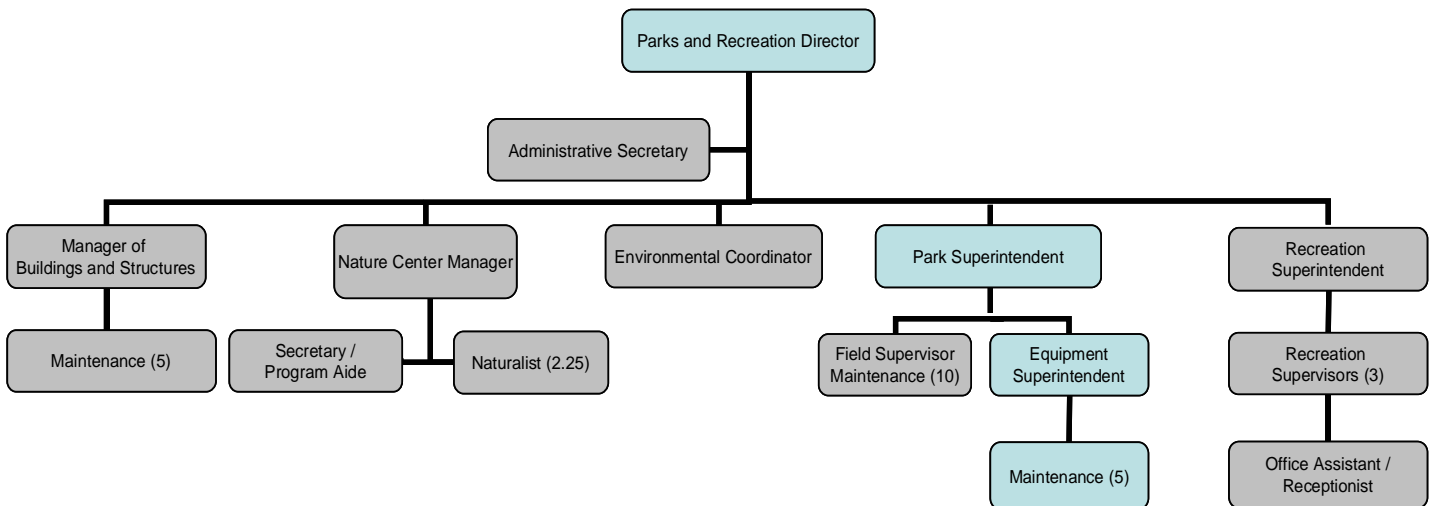 Parks and Recreation Director
Administrative Secretary
Manager of
Buildings and Structures
Nature Center Manager
Environmental Coordinator
Park Superintendent
Recreation
Superintendent
Maintenance (5)
Secretary /
Program Aide
Naturalist (2.25)
Field Supervisor
Maintenance (10)
Equipment
Superintendent
Recreation
Supervisors (3)
Maintenance (5)
Office Assistant /
Receptionist